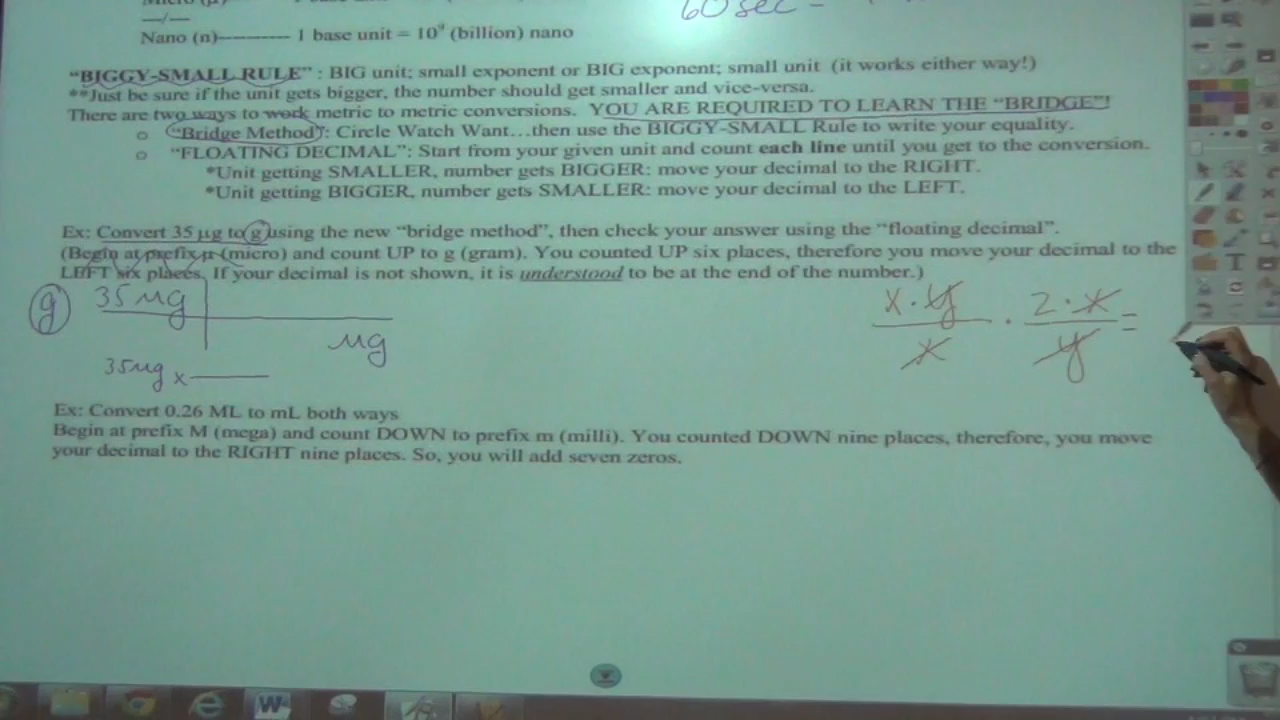 Micro (µ)
60 sec =
—/—
Nano (n)---------- 1 base unit = 10⁹ (billion) nano
"BIGGY-SMALL RULE" : BIG unit; small exponent or BIG exponent; small unit (it works either way!)
**Just be sure if the unit gets bigger, the number should get smaller and vice-versa.
There are two ways to work metric to metric conversions. YOU ARE REQUIRED TO LEARN THE "BRIDGE"!
o "Bridge Method": Circle Watch Want…then use the BIGGY-SMALL Rule to write your equality.
o "FLOATING DECIMAL": Start from your given unit and count each line until you get to the conversion.
*Unit getting SMALLER, number gets BIGGER: move your decimal to the RIGHT.
*Unit getting BIGGER, number gets SMALLER: move your decimal to the LEFT.
Ex: Convert 35 µg to g using the new "bridge method", then check your answer using the "floating decimal".
(Begin at prefix µ (micro) and count UP to g (gram). You counted UP six places, therefore you move your decimal to the
LEFT six places. If your decimal is not shown, it is understood to be at the end of the number.)
g 35 µg x · y 2 · x
· =
µg x y
35µg x
Ex: Convert 0.26 ML to mL both ways
Begin at prefix M (mega) and count DOWN to prefix m (milli). You counted DOWN nine places, therefore, you move
your decimal to the RIGHT nine places. So, you will add seven zeros.